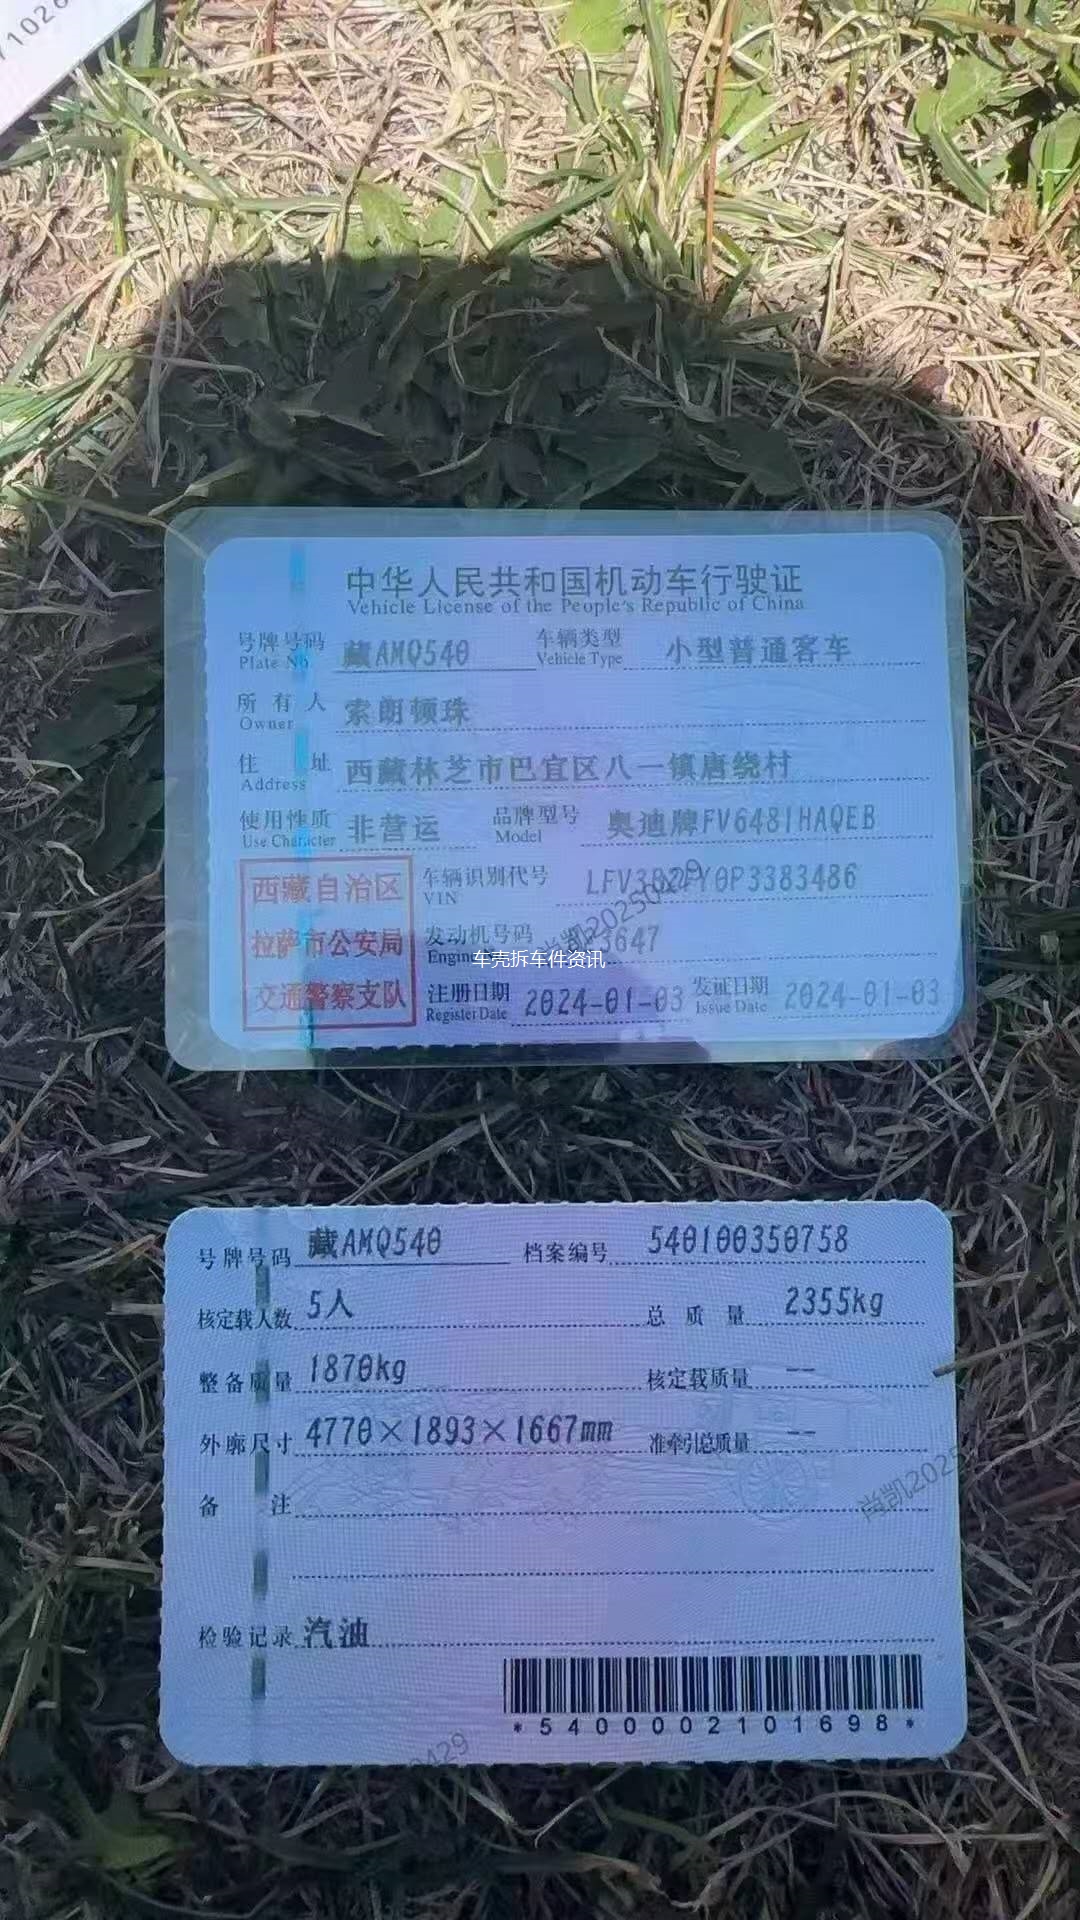 中华人民共和国机动车行驶证
Vehicle License of the People's Republic of China
号牌号码 藏AMQ540 车辆类型 小型普通客车
Plate No Vehicle Type
所有人 索朗顿珠
Owner
住址 西藏林芝市巴宜区八一镇唐绕村
Address
使用性质 非营运 品牌型号 奥迪牌FV6481HAQEB
Use Character Model
西藏自治区 车辆识别代号
VIN
拉萨市公安局 发动机号码
车壳拆车件资讯
交通警察支队 注册日期 2024-01-03 发证日期 2024-01-03
Register Date Issue Date
号牌号码 藏AMQ540 档案编号 540100350758
核定载人数 5人 总质量 2355kg
整备质量 1870kg 核定载质量 --
外廓尺寸 4770×1893×1667mm 准牵引总质量 --
备注
检验记录 汽油
*5400002101698*